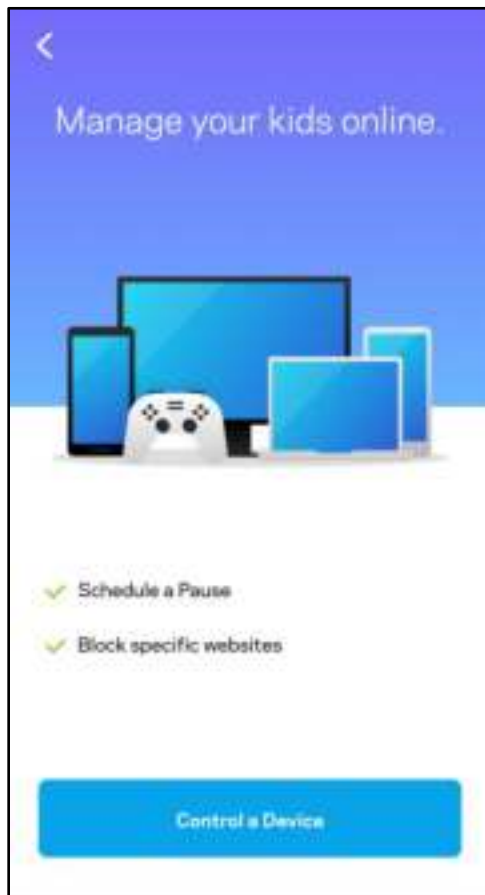 Manage your kids online.
Schedule a Pause
Block specific websites
Control a Device